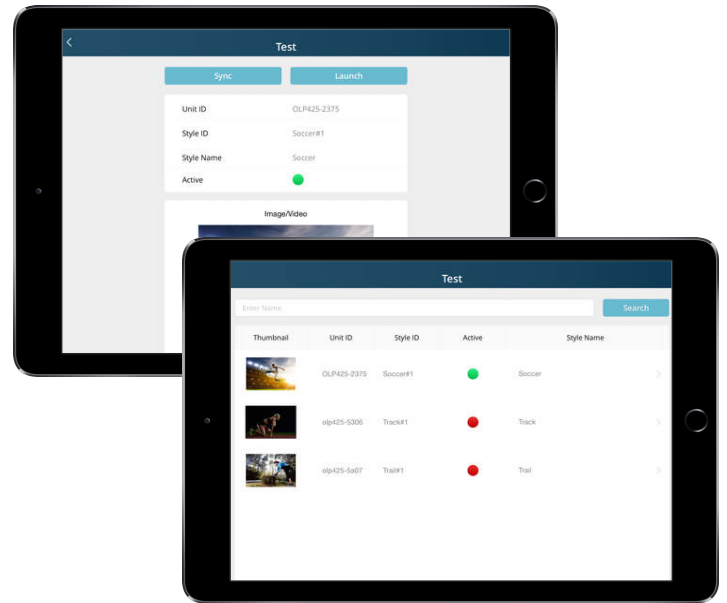 Test
Sync Launch
Unit ID OLP425-2375
Style ID Soccer#1
Style Name Soccer
Active
Image/Video
Test
Enter Name Search
Thumbnail Unit ID Style ID Active Style Name
OLP425-2375 Soccer#1 Soccer
olp425-5306 Track#1 Track
olp425-5a07 Trail#1 Trail